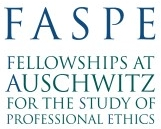 FASPE
FELLOWSHIPS AT
AUSCHWITZ
FOR THE STUDY OF
PROFESSIONAL ETHICS